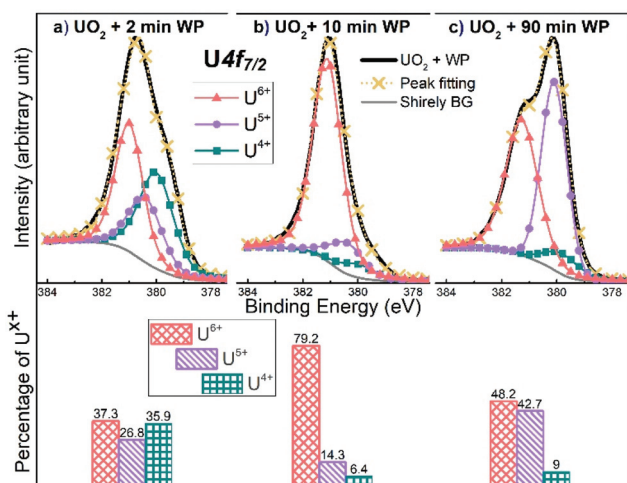 a) UO₂ + 2 min WP
b) UO₂ + 10 min WP
c) UO₂ + 90 min WP
U4f7/2
U⁶⁺
U⁵⁺
U⁴⁺
UO₂ + WP
Peak fitting
Shirely BG
Intensity (arbitrary unit)
384 382 380 378
384 382 380 378
384 382 380 378
Binding Energy (eV)
Percentage of Uˣ⁺
U⁶⁺
U⁵⁺
U⁴⁺
37.3
26.8
35.9
79.2
14.3
6.4
48.2
42.7
9